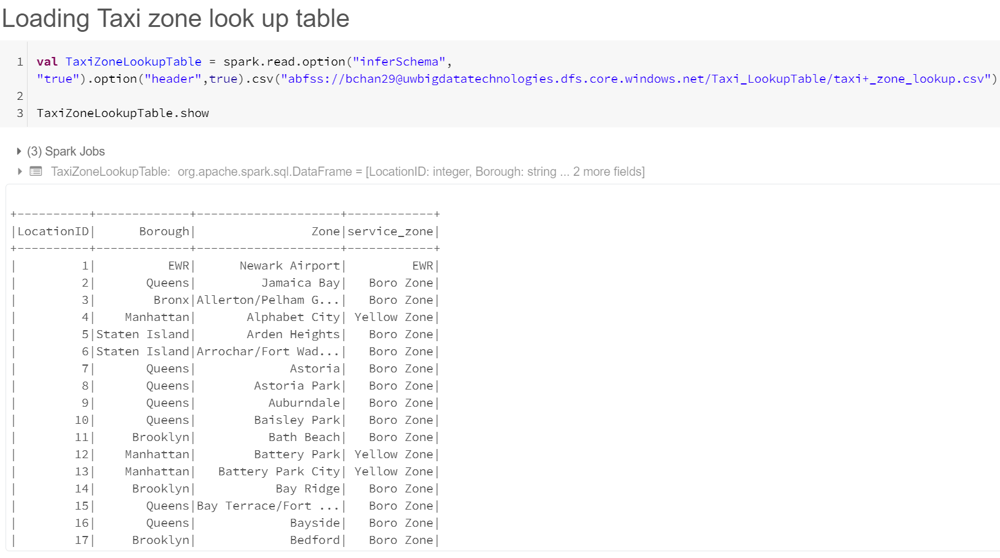 Loading Taxi zone look up table
1 val TaxiZoneLookupTable = spark.read.option("inferSchema",
"true").option("header",true).csv("abfss://bchan29@uwbigdatatechnologies.dfs.core.windows.net/Taxi_LookupTable/taxi+_zone_lookup.csv")
2
3 TaxiZoneLookupTable.show
(3) Spark Jobs
TaxiZoneLookupTable: org.apache.spark.sql.DataFrame = [LocationID: integer, Borough: string ... 2 more fields]
+----------+-------------+--------------------+------------+
|LocationID|      Borough|                Zone|service_zone|
+----------+-------------+--------------------+------------+
|         1|          EWR|      Newark Airport|         EWR|
|         2|       Queens|         Jamaica Bay|   Boro Zone|
|         3|        Bronx|Allerton/Pelham G...|   Boro Zone|
|         4|    Manhattan|       Alphabet City| Yellow Zone|
|         5|Staten Island|       Arden Heights|   Boro Zone|
|         6|Staten Island|Arrochar/Fort Wad...|   Boro Zone|
|         7|       Queens|             Astoria|   Boro Zone|
|         8|       Queens|        Astoria Park|   Boro Zone|
|         9|       Queens|          Auburndale|   Boro Zone|
|        10|       Queens|        Baisley Park|   Boro Zone|
|        11|     Brooklyn|          Bath Beach|   Boro Zone|
|        12|    Manhattan|        Battery Park| Yellow Zone|
|        13|    Manhattan|   Battery Park City| Yellow Zone|
|        14|     Brooklyn|           Bay Ridge|   Boro Zone|
|        15|       Queens|Bay Terrace/Fort ...|   Boro Zone|
|        16|       Queens|             Bayside|   Boro Zone|
|        17|     Brooklyn|             Bedford|   Boro Zone|